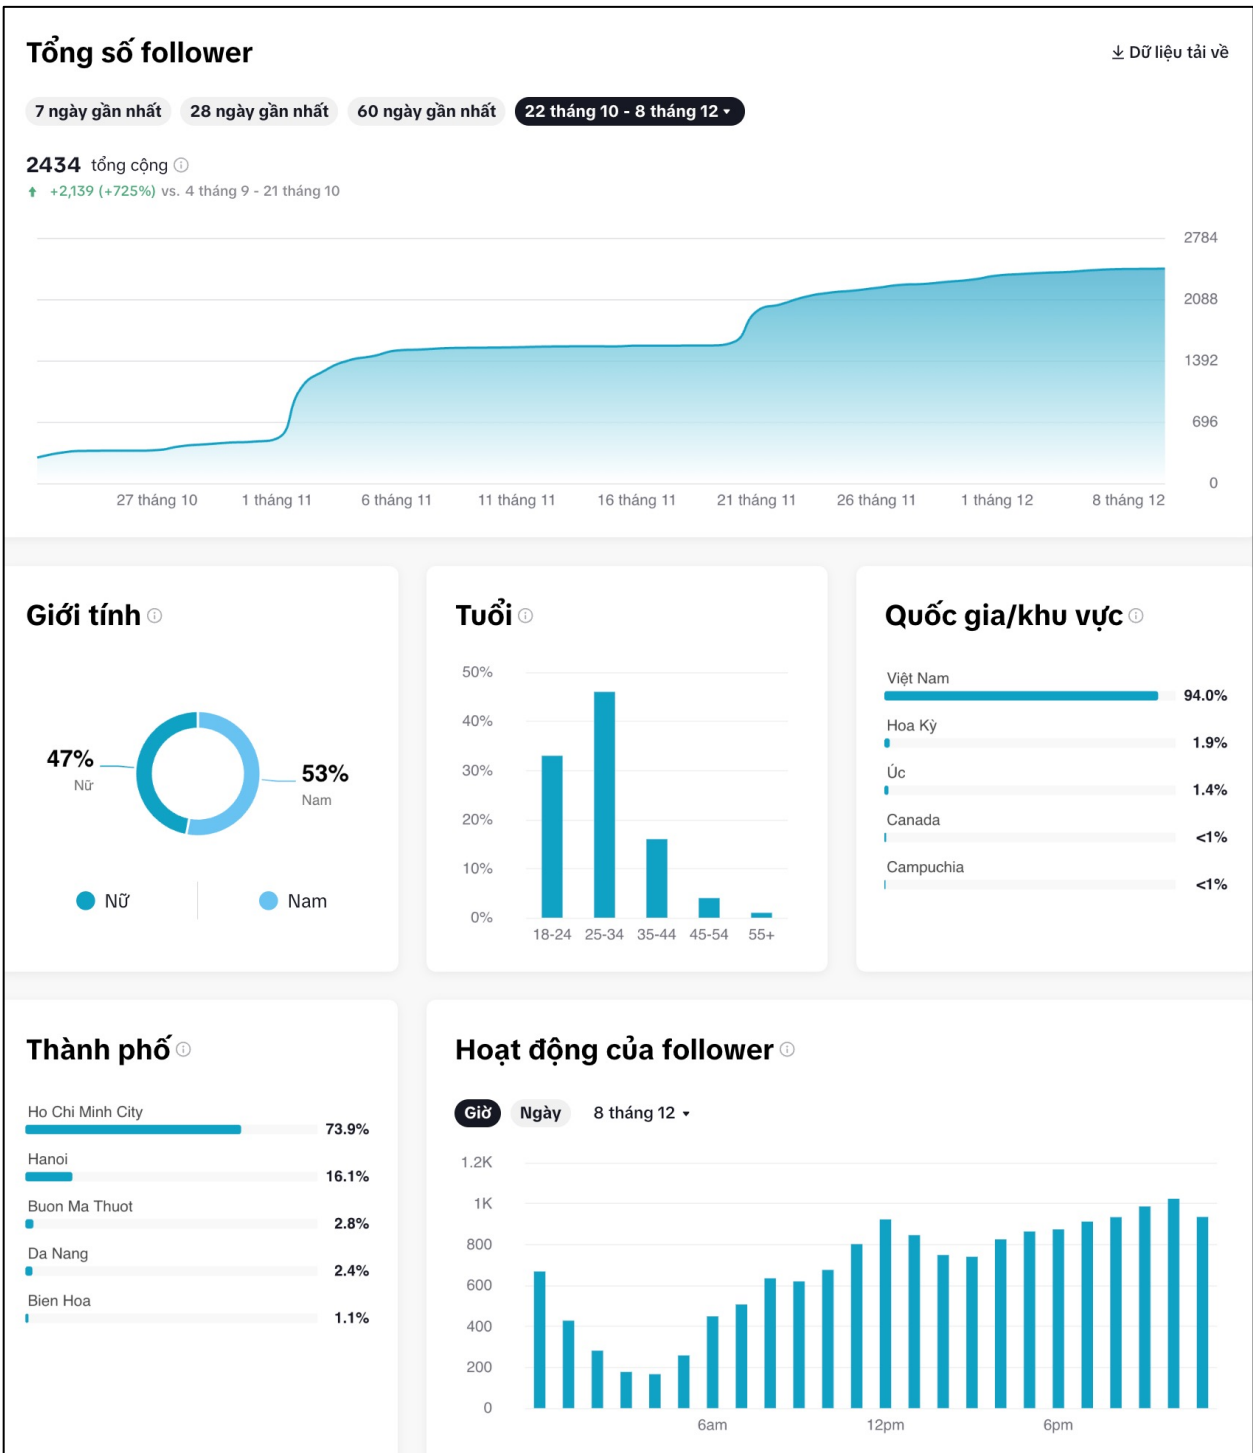 Tổng số follower
Dữ liệu tải về
7 ngày gần nhất 28 ngày gần nhất 60 ngày gần nhất 22 tháng 10 - 8 tháng 12
2434 tổng cộng
+2,139 (+725%) vs. 4 tháng 9 - 21 tháng 10
2784
2088
1392
696
0
27 tháng 10 1 tháng 11 6 tháng 11 11 tháng 11 16 tháng 11 21 tháng 11 26 tháng 11 1 tháng 12 8 tháng 12
Giới tính
47%
Nữ
53%
Nam
Nữ Nam
Tuổi
50%
40%
30%
20%
10%
0%
18-24 25-34 35-44 45-54 55+
Quốc gia/khu vực
Việt Nam
94.0%
Hoa Kỳ
1.9%
Úc
1.4%
Canada
<1%
Campuchia
<1%
Thành phố
Ho Chi Minh City
73.9%
Hanoi
16.1%
Buon Ma Thuot
2.8%
Da Nang
2.4%
Bien Hoa
1.1%
Hoạt động của follower
Giờ Ngày 8 tháng 12
1.2K
1K
800
600
400
200
0
6am 12pm 6pm